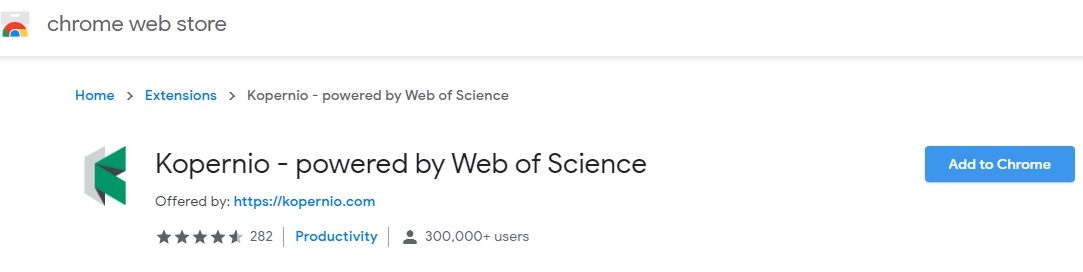 chrome web store
Home > Extensions > Kopernio - powered by Web of Science
Kopernio - powered by Web of Science
Add to Chrome
Offered by: https://kopernio.com
282 | Productivity | 300,000+ users